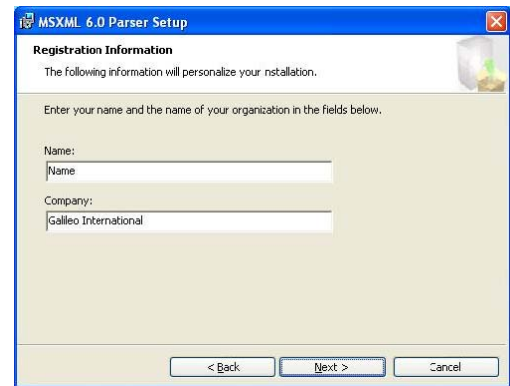 MSXML 6.0 Parser Setup
Registration Information
The following information will personalize your nstallation.
Enter your name and the name of your organization in the fields below.
Name:
Name
Company:
Galileo International
< Back
Next >
Cancel